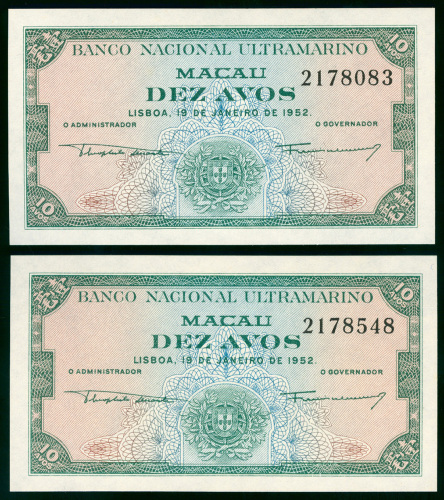 10
BANCO NACIONAL ULTRAMARINO
MACAU 2178083
DEZ AVOS
LISBOA, 19 DE JANEIRO DE 1952.
O ADMINISTRADOR O GOVERNADOR
10
10
BANCO NACIONAL ULTRAMARINO
MACAU 2178548
DEZ AVOS
LISBOA, 19 DE JANEIRO DE 1952.
O ADMINISTRADOR O GOVERNADOR
10